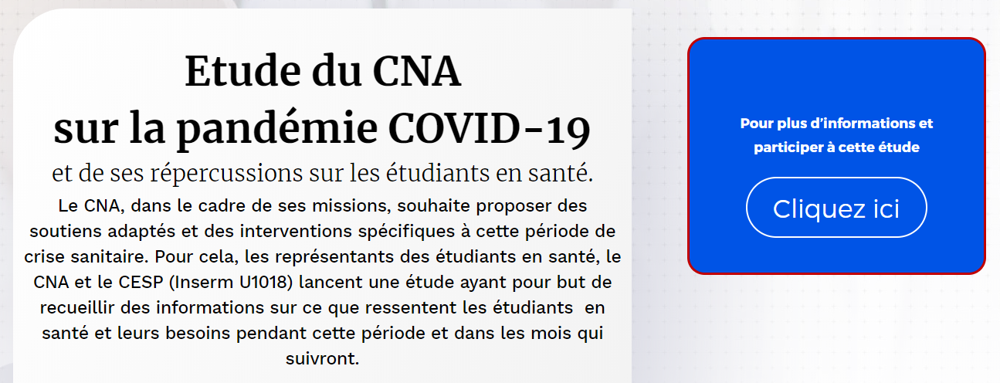 Etude du CNA
sur la pandémie COVID-19
et de ses répercussions sur les étudiants en santé.
Le CNA, dans le cadre de ses missions, souhaite proposer des
soutiens adaptés et des interventions spécifiques à cette période de
crise sanitaire. Pour cela, les représentants des étudiants en santé, le
CNA et le CESP (Inserm U1018) lancent une étude ayant pour but de
recueillir des informations sur ce que ressentent les étudiants  en
santé et leurs besoins pendant cette période et dans les mois qui
suivront.
Pour plus d'informations et
participer à cette étude
Cliquez ici